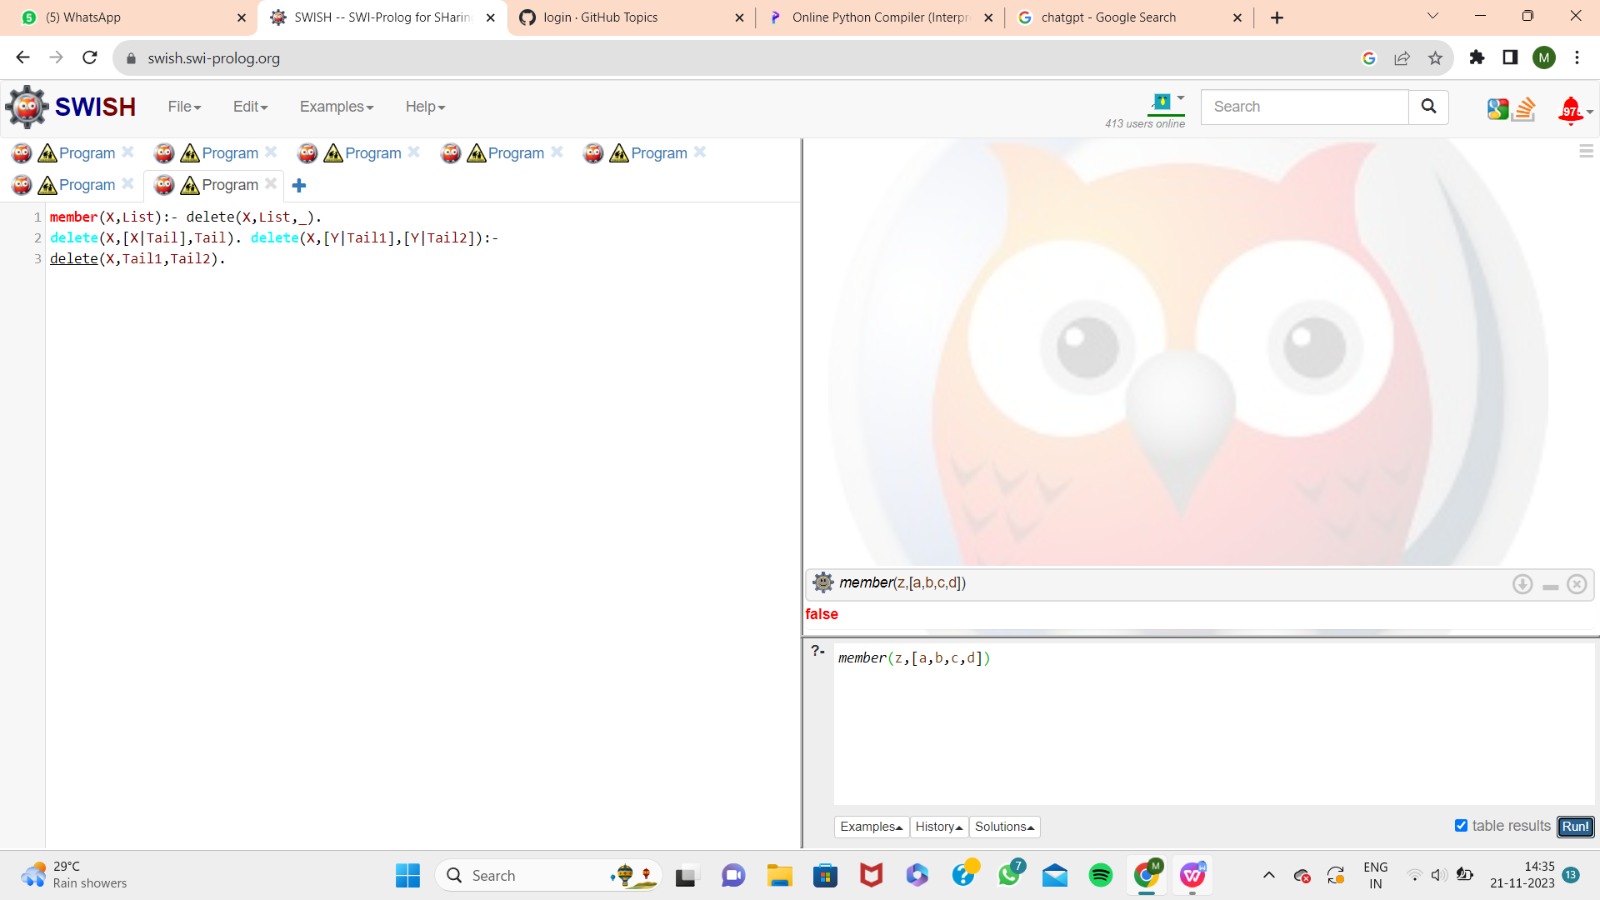 (5) WhatsApp
SWISH -- SWI-Prolog for SHarin
login · GitHub Topics
Online Python Compiler (Interpr
chatgpt - Google Search
swish.swi-prolog.org
M
SWISH
File
Edit
Examples
Help
413 users online
Search
Program
Program
Program
Program
Program
Program
Program
1 member(X,List):- delete(X,List,_).
2 delete(X,[X|Tail],Tail). delete(X,[Y|Tail1],[Y|Tail2]):-
3 delete(X,Tail1,Tail2).
member(z,[a,b,c,d])
false
?- member(z,[a,b,c,d])
Examples
History
Solutions
table results
Run!
29°C
Rain showers
Search
7
M
ENG
IN
14:35
21-11-2023
13